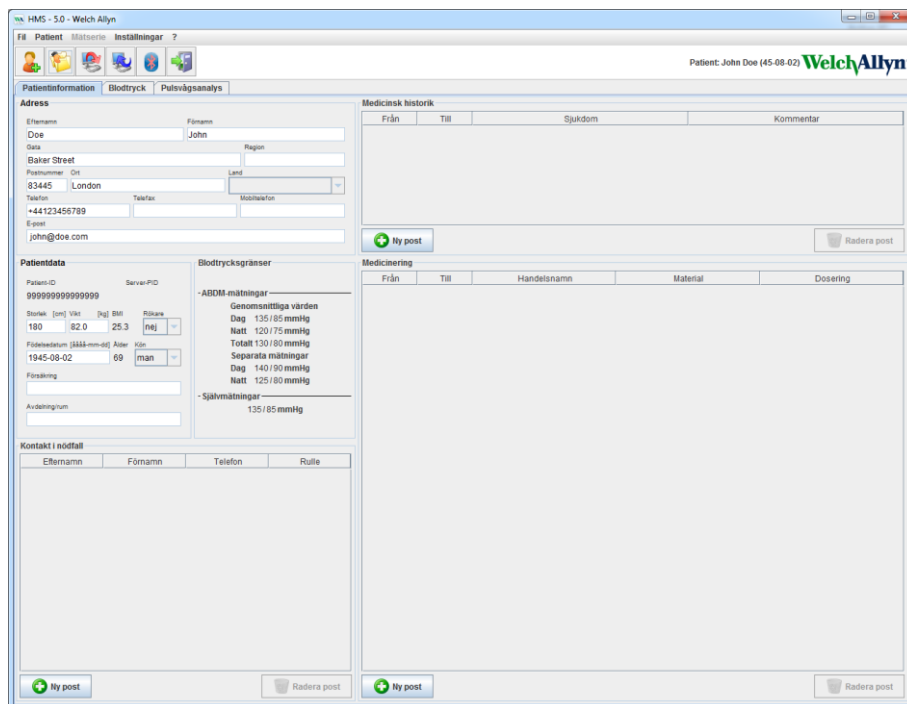 HMS - 5.0 - Welch Allyn
Fil Patient Mätserie Inställningar ?
Patient: John Doe (45-08-02) WelchAllyn
Patientinformation Blodtryck Pulsvågsanalys
Adress
Efternamn Förnamn
Doe John
Gata Region
Baker Street
Postnummer Ort Land
83445 London
Telefon Telefax Mobiltelefon
+44123456789
E-post
john@doe.com
Medicinsk historik
Från Till Sjukdom Kommentar
Ny post Radera post
Patientdata
Patient-ID Server-PID
999999999999999
Storlek [cm] Vikt [kg] BMI Rökare
180 82.0 25.3 nej
Födelsedatum [åååå-mm-dd] Ålder Kön
1945-08-02 69 man
Försäkring
Avdelning/rum
Blodtrycksgränser
- ABDM-mätningar
Genomsnittliga värden
Dag 135/85 mmHg
Natt 120/75 mmHg
Totalt 130/80 mmHg
Separata mätningar
Dag 140/90 mmHg
Natt 125/80 mmHg
- Självmätningar
135/85 mmHg
Medicinering
Från Till Handelsnamn Material Dosering
Kontakt i nödfall
Efternamn Förnamn Telefon Rulle
Ny post Radera post
Ny post Radera post